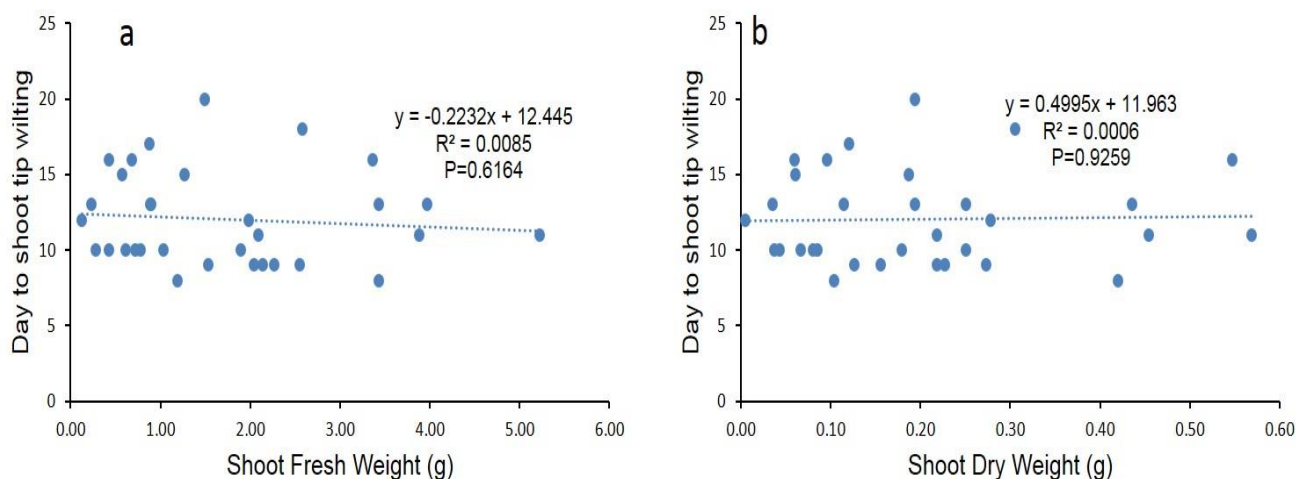 a
25
20
15
10
5
0
Day to shoot tip wilting
y = -0.2232x + 12.445
R² = 0.0085
P=0.6164
0.00 1.00 2.00 3.00 4.00 5.00 6.00
Shoot Fresh Weight (g)
b
25
20
15
10
5
0
Day to shoot tip wilting
y = 0.4995x + 11.963
R² = 0.0006
P=0.9259
0.00 0.10 0.20 0.30 0.40 0.50 0.60
Shoot Dry Weight (g)